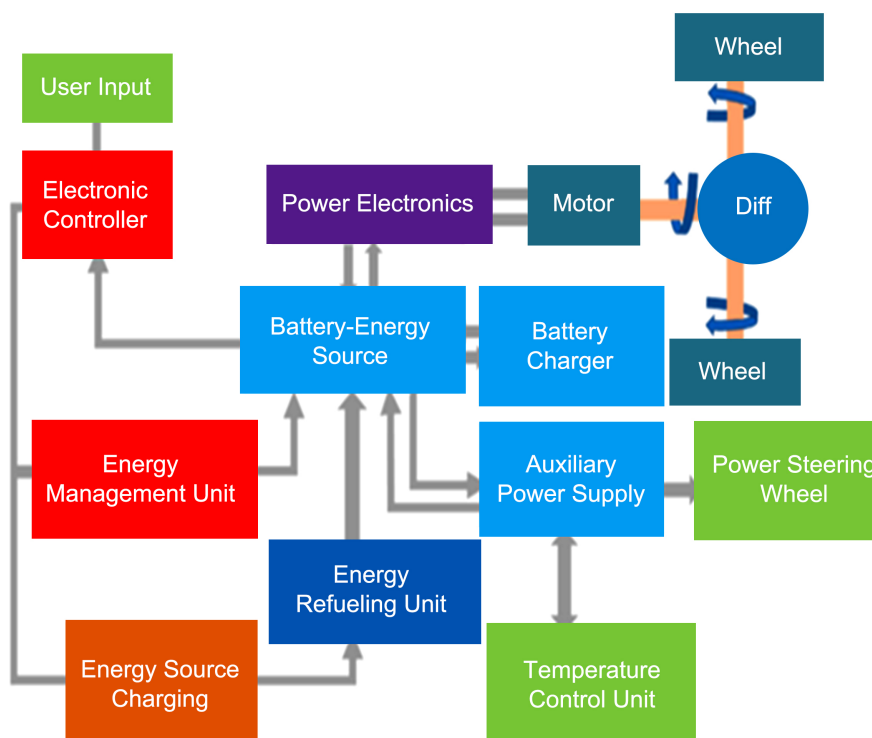 Wheel
User Input
Electronic
Controller
Power Electronics
Motor
Diff
Battery-Energy
Source
Battery
Charger
Wheel
Energy
Management Unit
Auxiliary
Power Supply
Power Steering
Wheel
Energy
Refueling Unit
Energy Source
Charging
Temperature
Control Unit